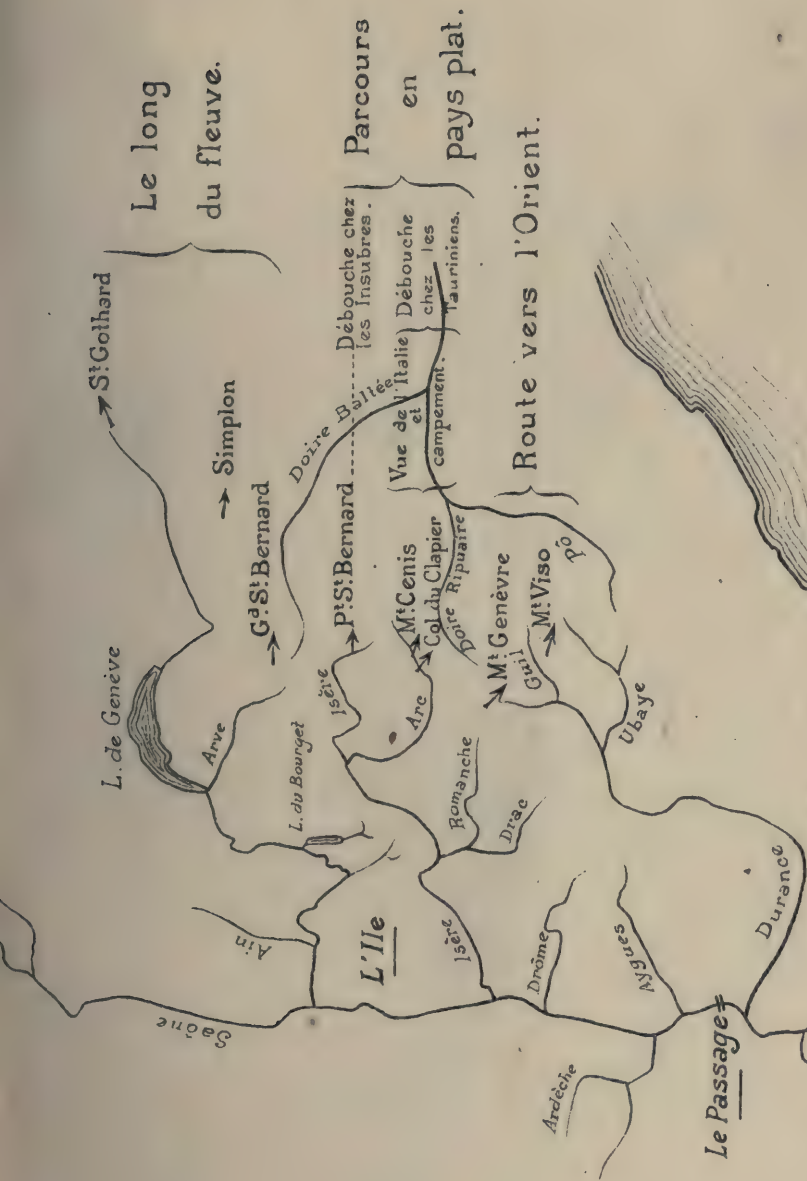 Le long
du fleuve.
Parcours
en
pays plat.
Route vers l'Orient.
Débouche chez
les Insubres.
Débouche
chez les
Tauriniens.
Vue de l'Italie
et
campement.
St Gothard
Simplon
Gd St Bernard
Pt St Bernard
Mt Cenis
Col du Clapier
Mt Genèvre
Mt Viso
Doire Baltée
Doire Ripuaire
Pô
L. de Genève
Arve
L. du Bourget
Isère
Arc
Romanche
Drac
Guil
Ubaye
Ain
Saône
L'Ile
Isère
Drôme
Aygues
Durance
Ardèche
Le Passage